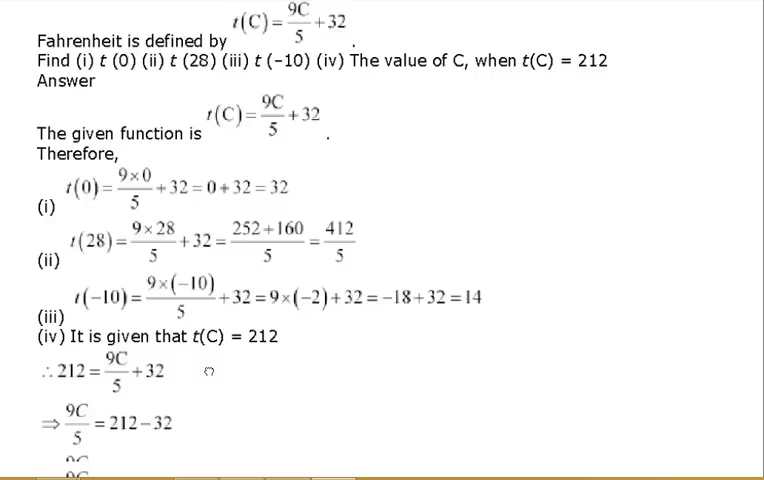 Fahrenheit is defined by t(C) = 9C/5 + 32 .
Find (i) t (0) (ii) t (28) (iii) t (–10) (iv) The value of C, when t(C) = 212
Answer
The given function is t(C) = 9C/5 + 32 .
Therefore,
(i) t(0) = 9×0/5 + 32 = 0 + 32 = 32
(ii) t(28) = 9×28/5 + 32 = 252+160/5 = 412/5
(iii) t(−10) = 9×(−10)/5 + 32 = 9×(−2) + 32 = −18 + 32 = 14
(iv) It is given that t(C) = 212
∴ 212 = 9C/5 + 32
⇒ 9C/5 = 212 − 32